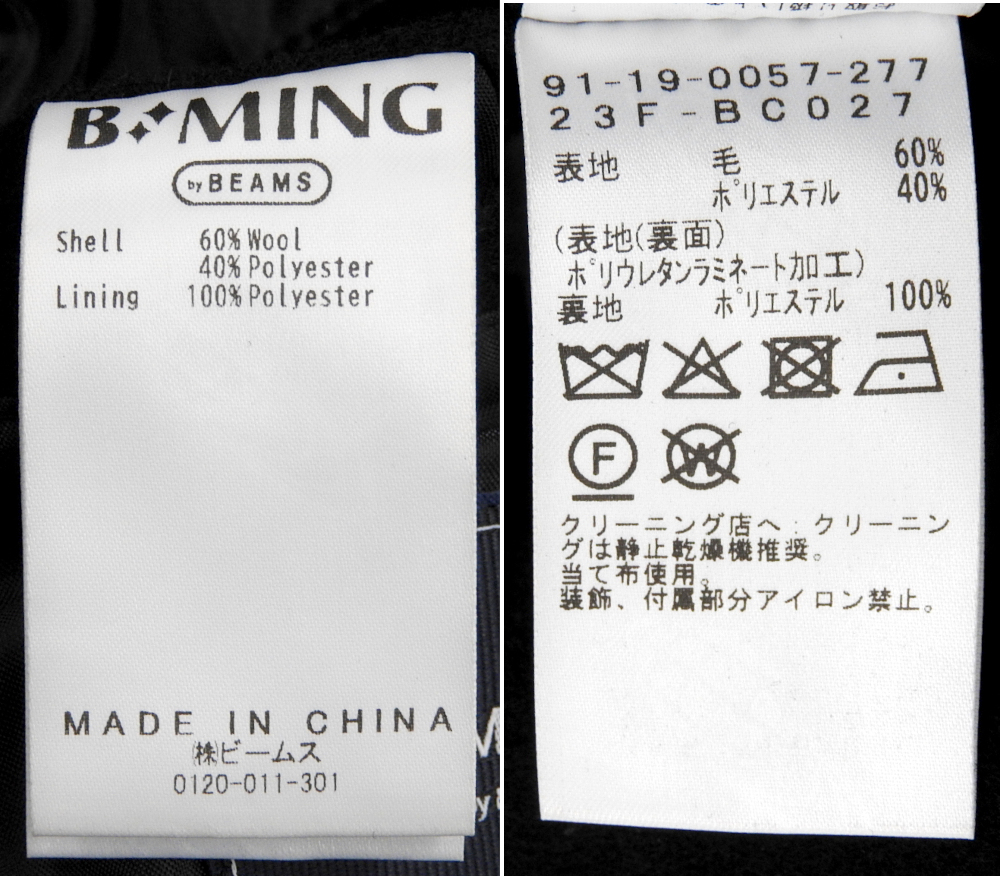 B MING
by BEAMS
Shell 60% Wool
40% Polyester
Lining 100% Polyester
MADE IN CHINA
㈱ビームス
0120-011-301
91-19-0057-277
23F-BC027
表地 毛 60%
ポリエステル 40%
(表地(裏面)
ポリウレタンラミネート加工)
裏地 ポリエステル 100%
F W
クリーニング店へ:クリーニン
グは静止乾燥機推奨。
当て布使用。
装飾、付属部分アイロン禁止。